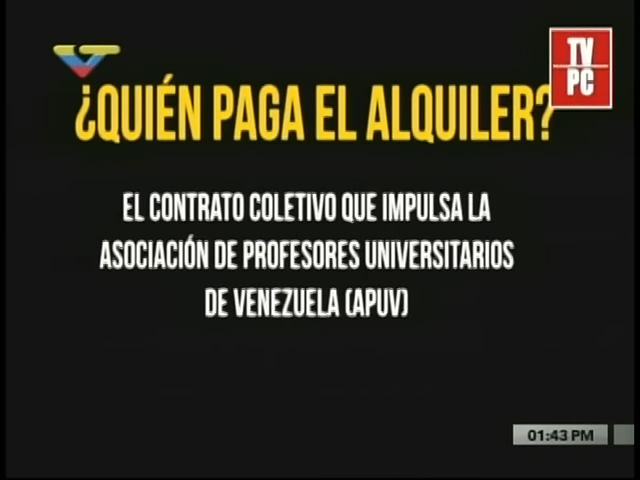 TV
PC
¿QUIÉN PAGA EL ALQUILER?
EL CONTRATO COLETIVO QUE IMPULSA LA
ASOCIACIÓN DE PROFESORES UNIVERSITARIOS
DE VENEZUELA (APUV)
01:43 PM